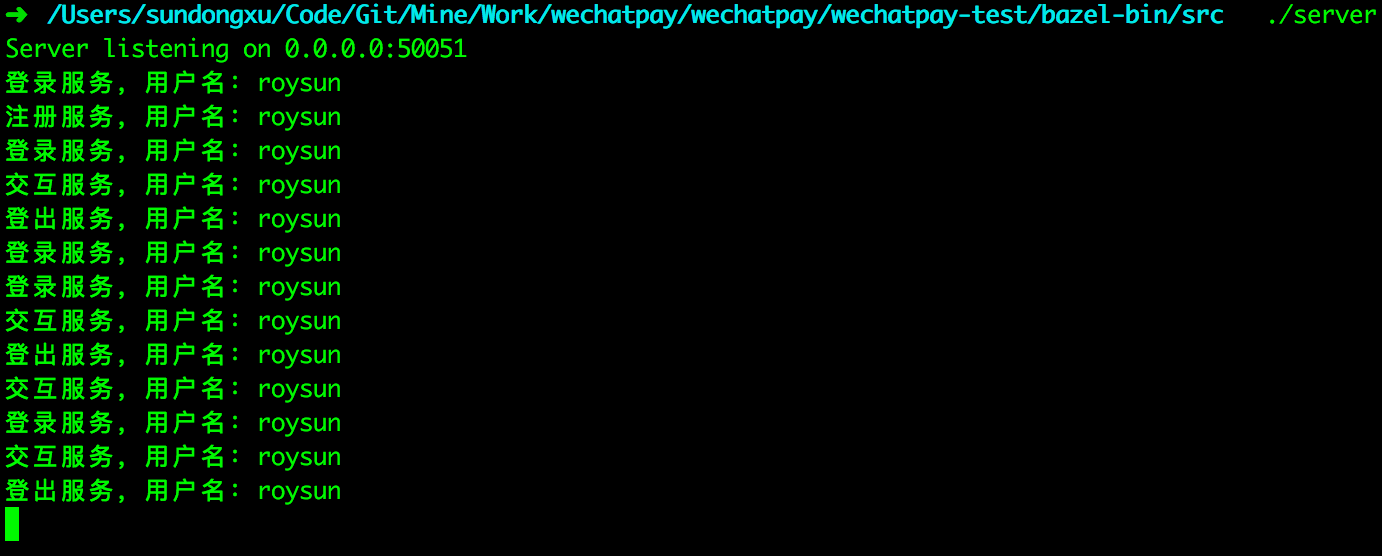 ➜ /Users/sundongxu/Code/Git/Mine/Work/wechatpay/wechatpay/wechatpay-test/bazel-bin/src ./server
Server listening on 0.0.0.0:50051
登录服务，用户名：roysun
注册服务，用户名：roysun
登录服务，用户名：roysun
交互服务，用户名：roysun
登出服务，用户名：roysun
登录服务，用户名：roysun
登录服务，用户名：roysun
交互服务，用户名：roysun
登出服务，用户名：roysun
交互服务，用户名：roysun
登录服务，用户名：roysun
交互服务，用户名：roysun
登出服务，用户名：roysun